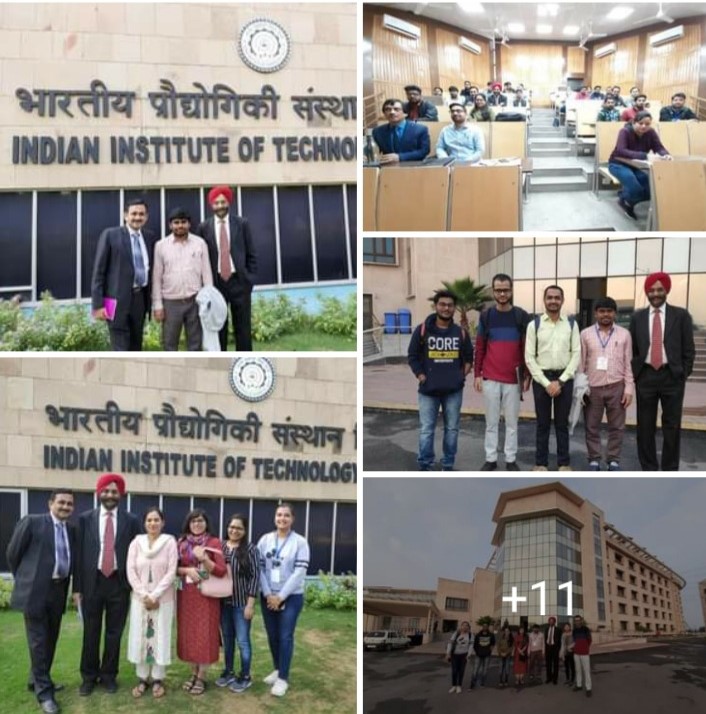 भारतीय प्रौद्योगिकी संस्था
INDIAN INSTITUTE OF TECHNO
CORE
भारतीय प्रौद्योगिकी संस्थान
INDIAN INSTITUTE OF TECHNOLOGY
+11